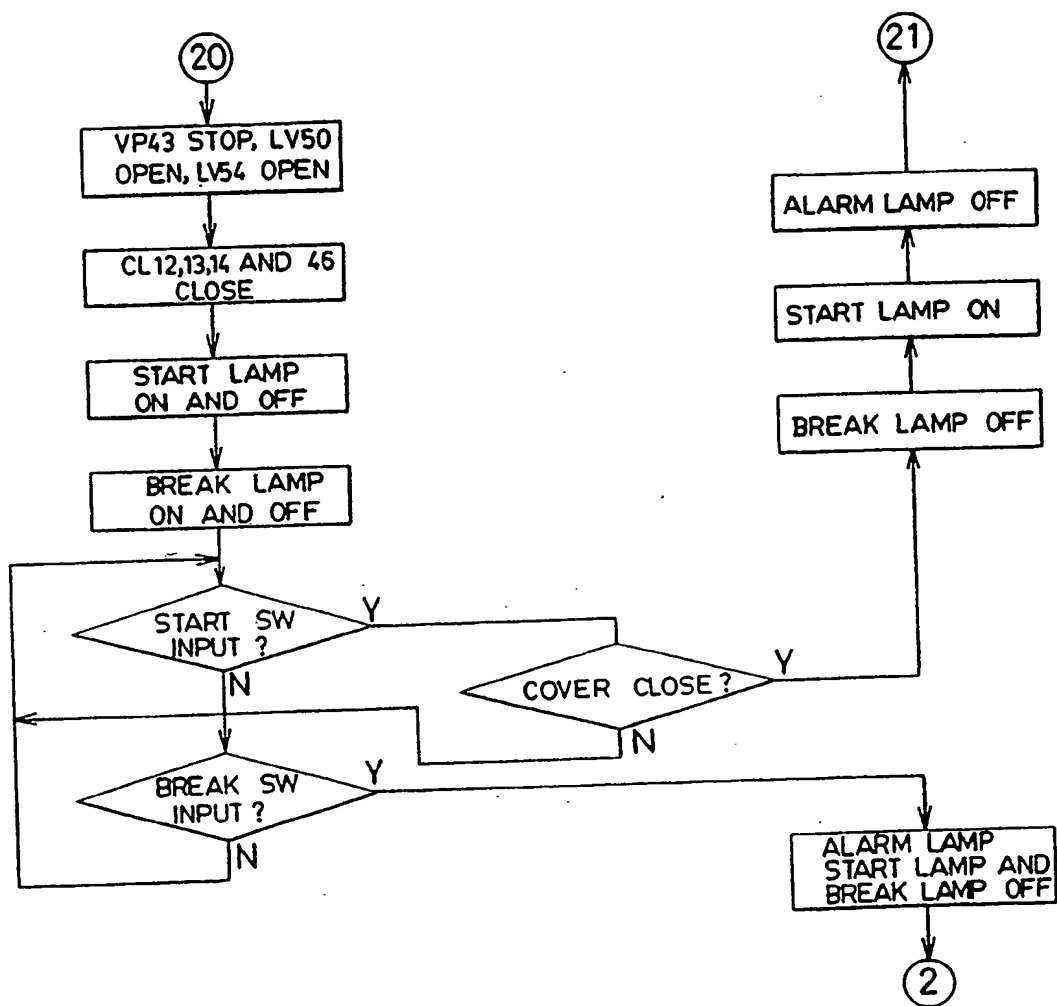 20
VP43 STOP, LV50
OPEN, LV54 OPEN
CL12,13,14 AND 46
CLOSE
START LAMP
ON AND OFF
BREAK LAMP
ON AND OFF
START SW
INPUT?
Y
N
COVER CLOSE?
Y
N
BREAK SW
INPUT?
Y
N
21
ALARM LAMP OFF
START LAMP ON
BREAK LAMP OFF
ALARM LAMP
START LAMP AND
BREAK LAMP OFF
2